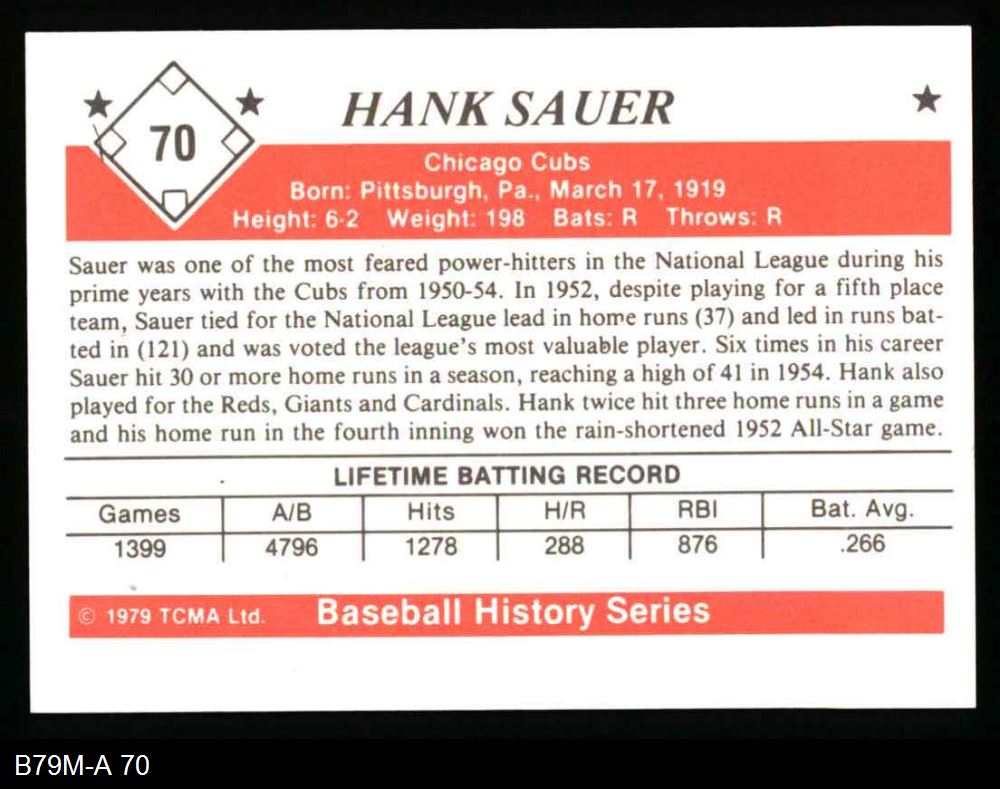 70
HANK SAUER
Chicago Cubs
Born: Pittsburgh, Pa., March 17, 1919
Height: 6-2 Weight: 198 Bats: R Throws: R
Sauer was one of the most feared power-hitters in the National League during his
prime years with the Cubs from 1950-54. In 1952, despite playing for a fifth place
team, Sauer tied for the National League lead in home runs (37) and led in runs bat-
ted in (121) and was voted the league's most valuable player. Six times in his career
Sauer hit 30 or more home runs in a season, reaching a high of 41 in 1954. Hank also
played for the Reds, Giants and Cardinals. Hank twice hit three home runs in a game
and his home run in the fourth inning won the rain-shortened 1952 All-Star game.
LIFETIME BATTING RECORD
Games A/B Hits H/R RBI Bat. Avg.
1399 4796 1278 288 876 .266
© 1979 TCMA Ltd. Baseball History Series
B79M-A 70